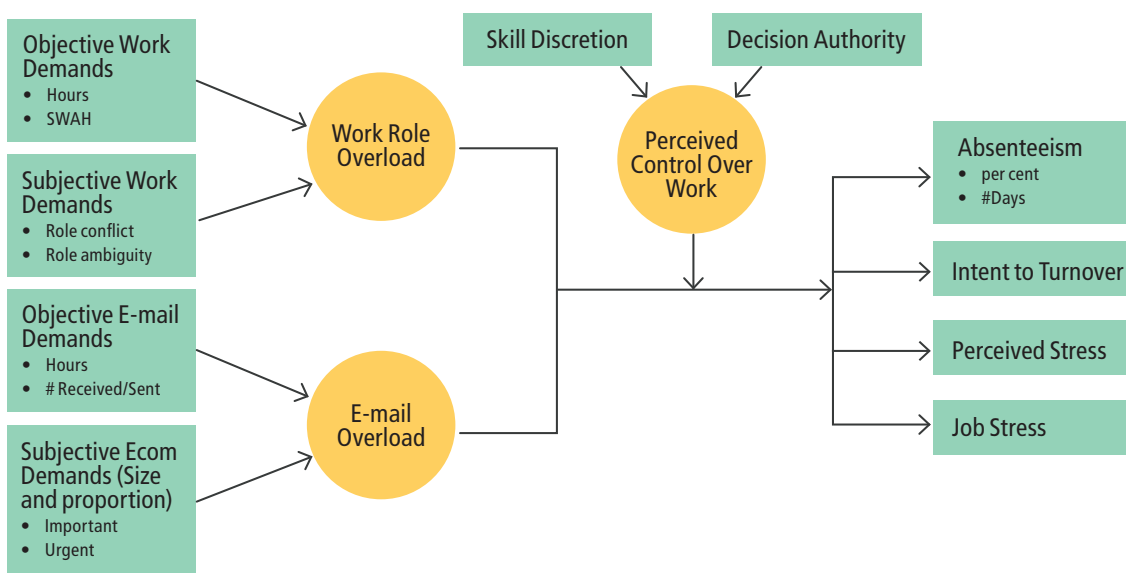 Objective Work
Demands
• Hours
• SWAH
Subjective Work
Demands
• Role conflict
• Role ambiguity
Objective E-mail
Demands
• Hours
• # Received/Sent
Subjective Ecom
Demands (Size
and proportion)
• Important
• Urgent
Work Role
Overload
E-mail
Overload
Skill Discretion
Decision Authority
Perceived
Control Over
Work
Absenteeism
• per cent
• #Days
Intent to Turnover
Perceived Stress
Job Stress